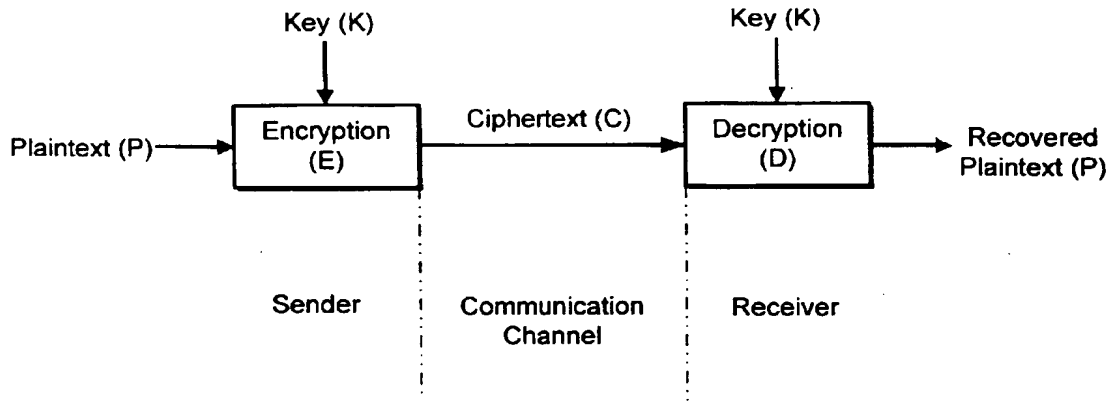 Key (K)
Key (K)
Plaintext (P)
Encryption
(E)
Ciphertext (C)
Decryption
(D)
Recovered
Plaintext (P)
Sender
Communication
Channel
Receiver